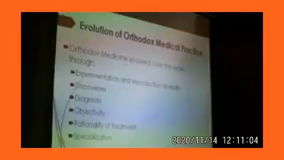 Evolution of Orthodox Medical Practice
Orthodox Medicine evolved over the years
through:
Experimentation and reproduction of results
Discoveries
Diagnosis
Objectivity
Rationality of treatment
Specialization
2020/11/14 12:11:04